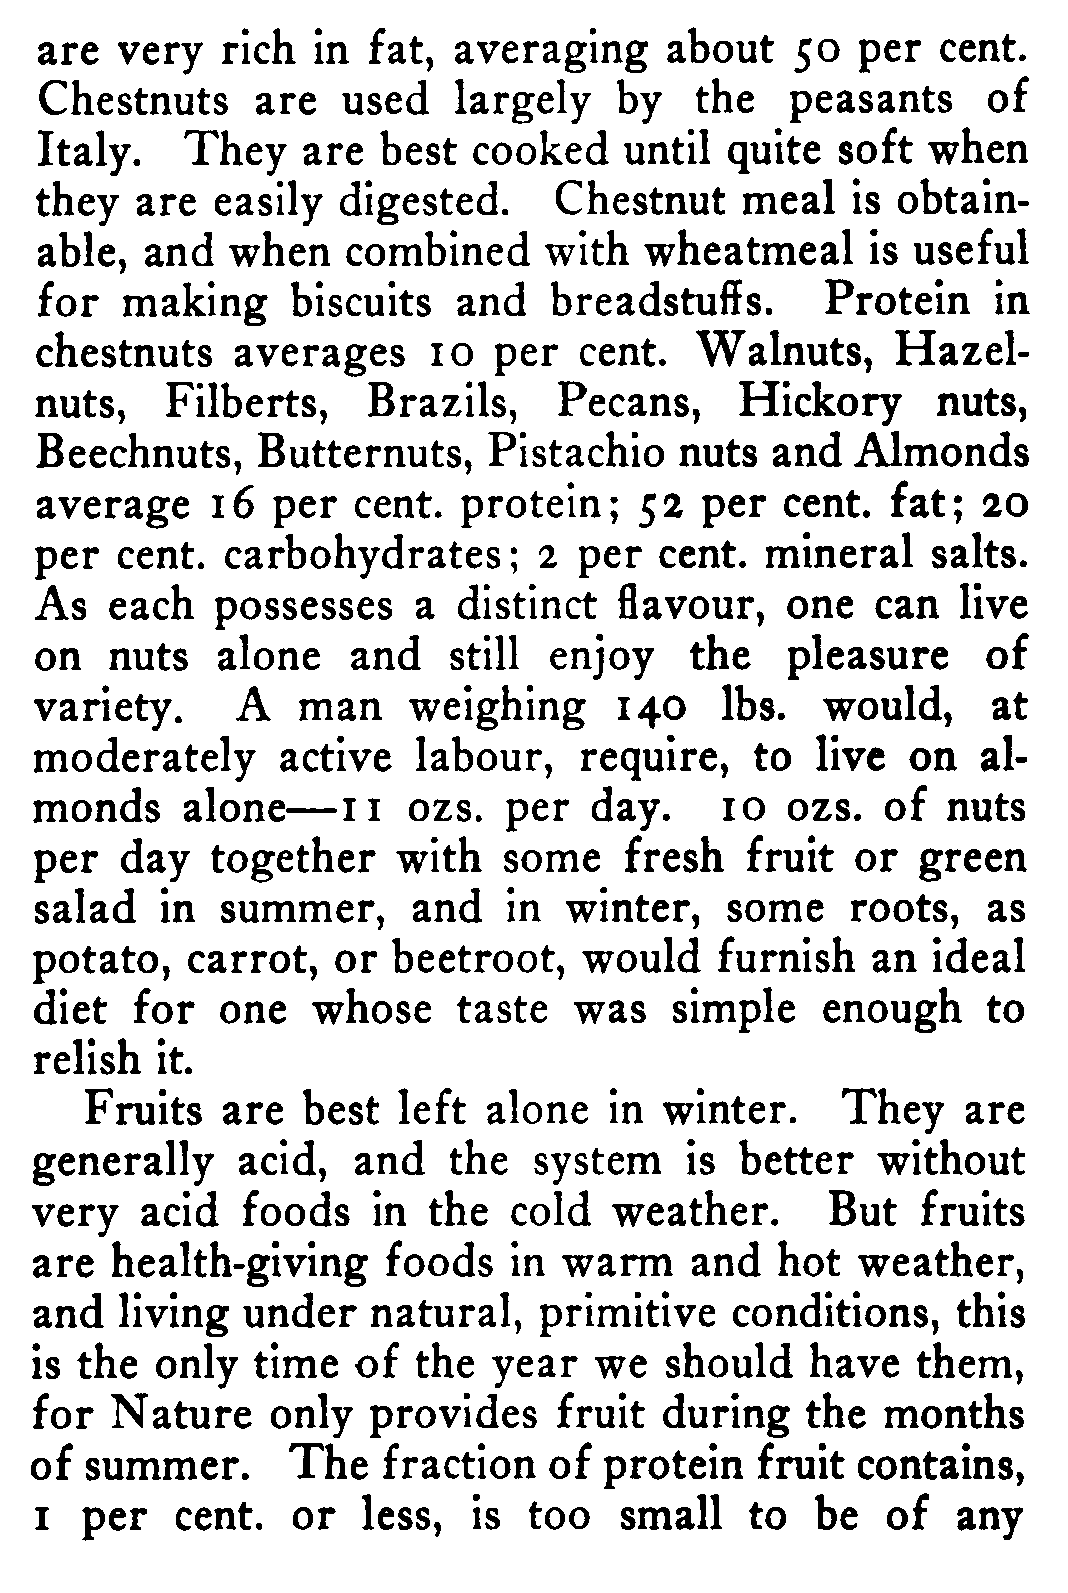 are very rich in fat, averaging about 50 per cent.
Chestnuts are used largely by the peasants of
Italy. They are best cooked until quite soft when
they are easily digested. Chestnut meal is obtain-
able, and when combined with wheatmeal is useful
for making biscuits and breadstuffs. Protein in
chestnuts averages 10 per cent. Walnuts, Hazel-
nuts, Filberts, Brazils, Pecans, Hickory nuts,
Beechnuts, Butternuts, Pistachio nuts and Almonds
average 16 per cent. protein; 52 per cent. fat; 20
per cent. carbohydrates; 2 per cent. mineral salts.
As each possesses a distinct flavour, one can live
on nuts alone and still enjoy the pleasure of
variety. A man weighing 140 lbs. would, at
moderately active labour, require, to live on al-
monds alone—11 ozs. per day. 10 ozs. of nuts
per day together with some fresh fruit or green
salad in summer, and in winter, some roots, as
potato, carrot, or beetroot, would furnish an ideal
diet for one whose taste was simple enough to
relish it.
Fruits are best left alone in winter. They are
generally acid, and the system is better without
very acid foods in the cold weather. But fruits
are health-giving foods in warm and hot weather,
and living under natural, primitive conditions, this
is the only time of the year we should have them,
for Nature only provides fruit during the months
of summer. The fraction of protein fruit contains,
1 per cent. or less, is too small to be of any